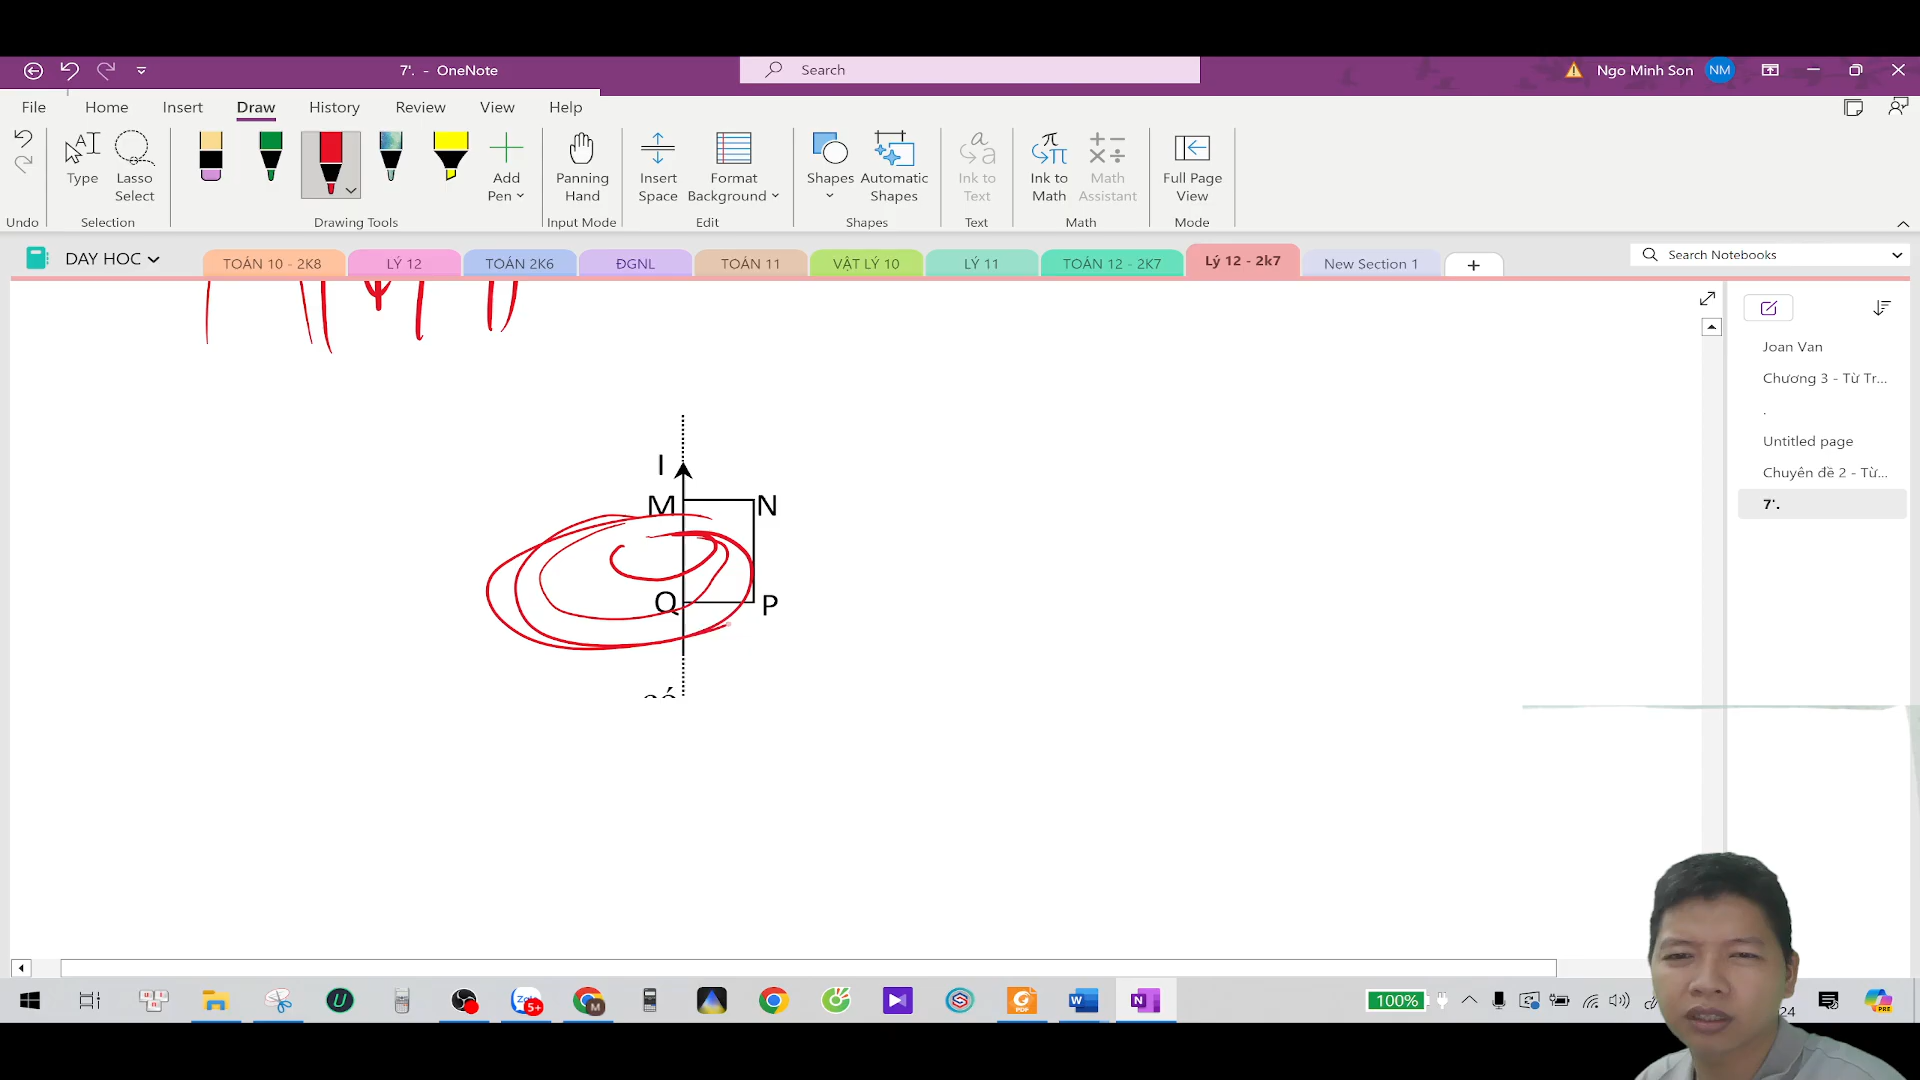 7'. - OneNote
Search
Ngo Minh Son
NM
File
Home
Insert
Draw
History
Review
View
Help
Type
Lasso Select
Add Pen
Panning Hand
Insert Space
Format Background
Shapes
Automatic Shapes
Ink to Text
Ink to Math
Math Assistant
Full Page View
Undo
Selection
Drawing Tools
Input Mode
Edit
Shapes
Text
Math
Mode
DAY HOC
TOÁN 10 - 2K8
LÝ 12
TOÁN 2K6
ĐGNL
TOÁN 11
VẬT LÝ 10
LÝ 11
TOÁN 12 - 2K7
Lý 12 - 2k7
New Section 1
Search Notebooks
Joan Van
Chương 3 - Từ Tr...
.
Untitled page
Chuyên đề 2 - Từ...
7'.
I
M
N
Q
P
100%
5+
PDF
PRE
24